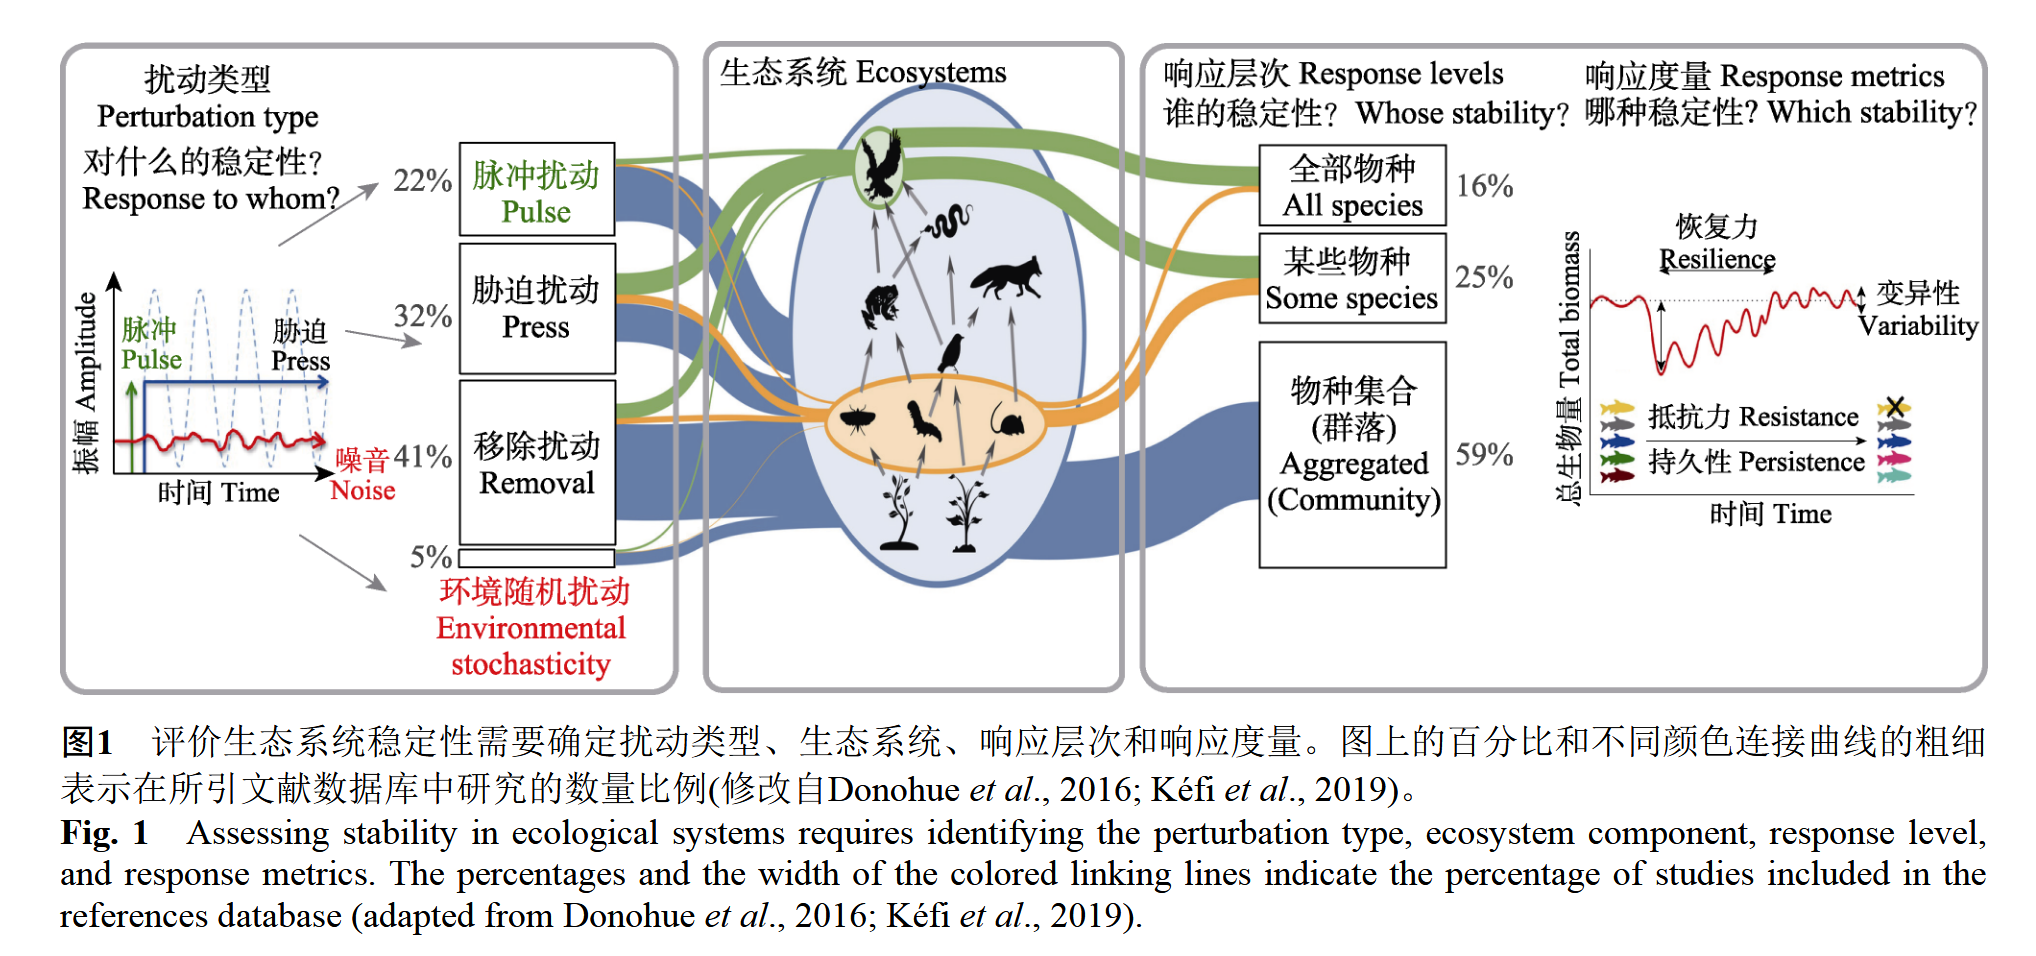 扰动类型
Perturbation type
对什么的稳定性?
Response to whom?
振幅 Amplitude
脉冲
Pulse
胁迫
Press
噪音
Noise
时间 Time
22%
脉冲扰动
Pulse
32%
胁迫扰动
Press
41%
移除扰动
Removal
5%
环境随机扰动
Environmental
stochasticity
生态系统 Ecosystems
响应层次 Response levels
谁的稳定性? Whose stability?
全部物种
All species
16%
某些物种
Some species
25%
物种集合
(群落)
Aggregated
(Community)
59%
响应度量 Response metrics
哪种稳定性? Which stability?
总生物量 Total biomass
恢复力
Resilience
变异性
Variability
抵抗力 Resistance
持久性 Persistence
时间 Time
图1 评价生态系统稳定性需要确定扰动类型、生态系统、响应层次和响应度量。图上的百分比和不同颜色连接曲线的粗细
表示在所引文献数据库中研究的数量比例(修改自Donohue et al., 2016; Kéfi et al., 2019)。
Fig. 1 Assessing stability in ecological systems requires identifying the perturbation type, ecosystem component, response level,
and response metrics. The percentages and the width of the colored linking lines indicate the percentage of studies included in the
references database (adapted from Donohue et al., 2016; Kéfi et al., 2019).